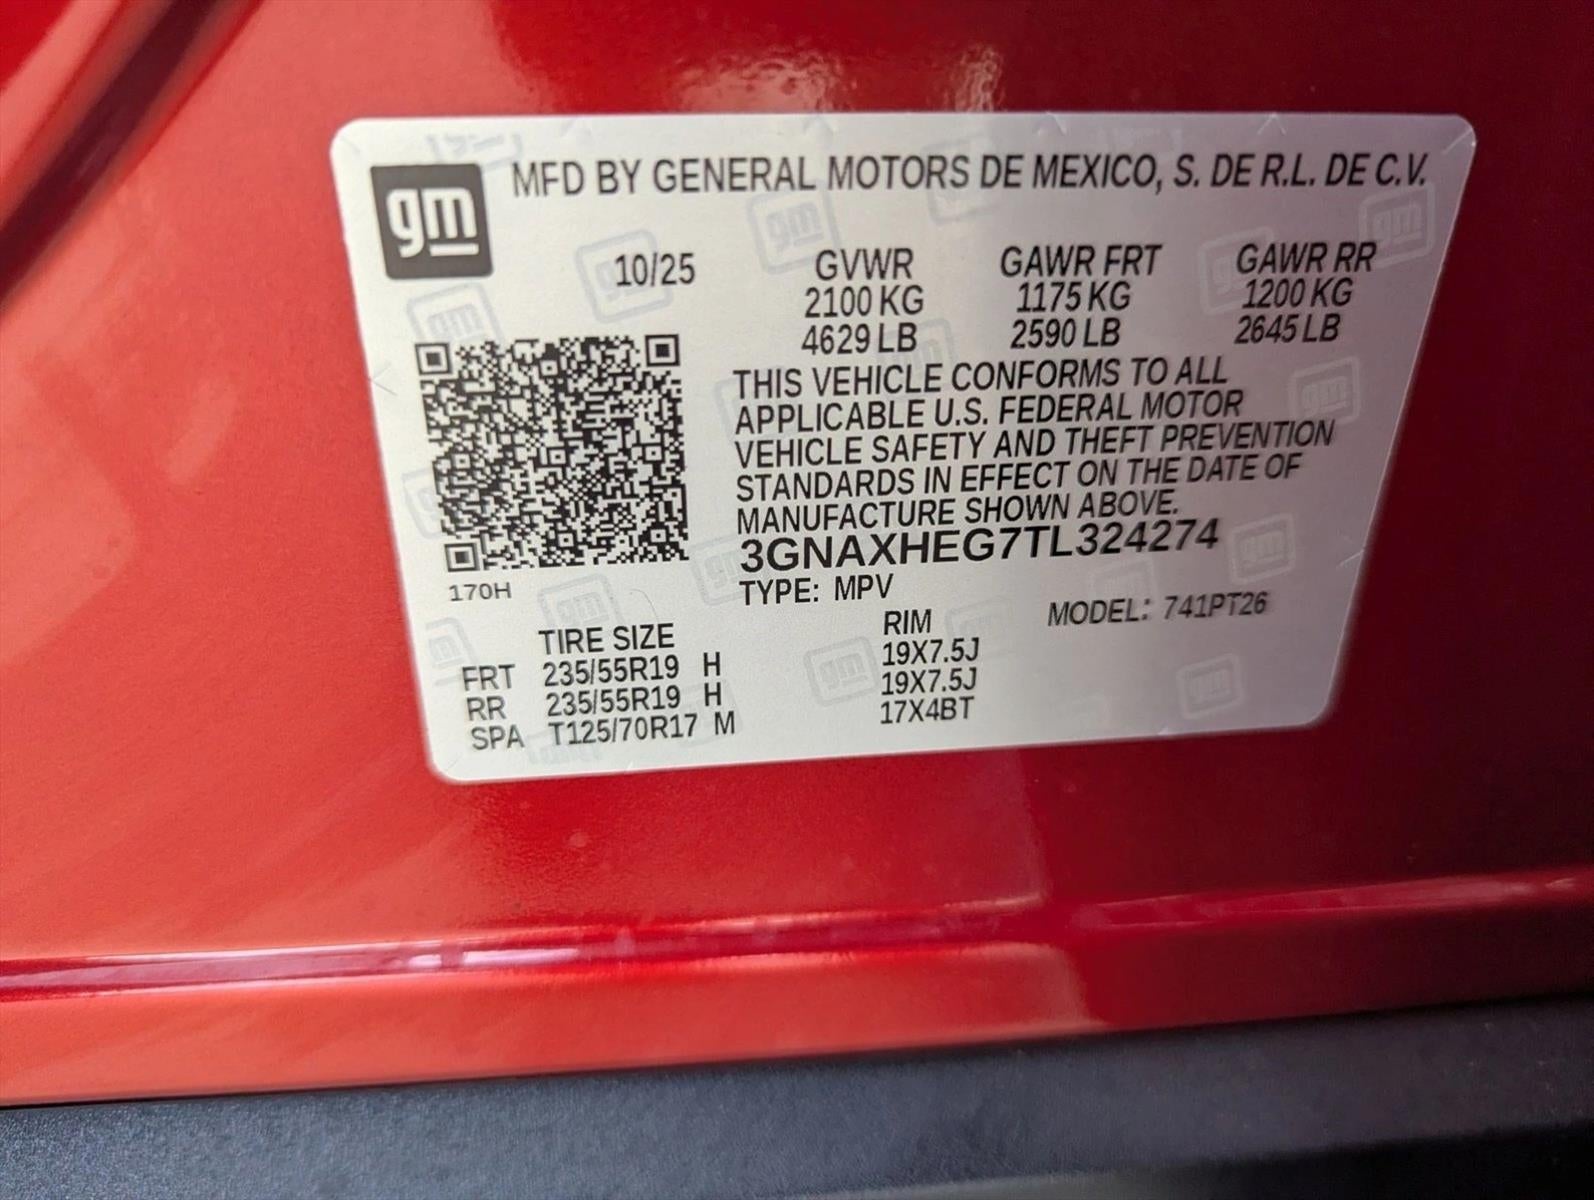 gm MFD BY GENERAL MOTORS DE MEXICO, S. DE R.L. DE C.V.
10/25 GVWR GAWR FRT GAWR RR
2100 KG 1175 KG 1200 KG
4629 LB 2590 LB 2645 LB
THIS VEHICLE CONFORMS TO ALL
APPLICABLE U.S. FEDERAL MOTOR
VEHICLE SAFETY AND THEFT PREVENTION
STANDARDS IN EFFECT ON THE DATE OF
MANUFACTURE SHOWN ABOVE.
3GNAXHEG7TL324274
170H TYPE: MPV
TIRE SIZE RIM MODEL: 741PT26
FRT 235/55R19 H 19X7.5J
RR 235/55R19 H 19X7.5J
SPA T125/70R17 M 17X4BT